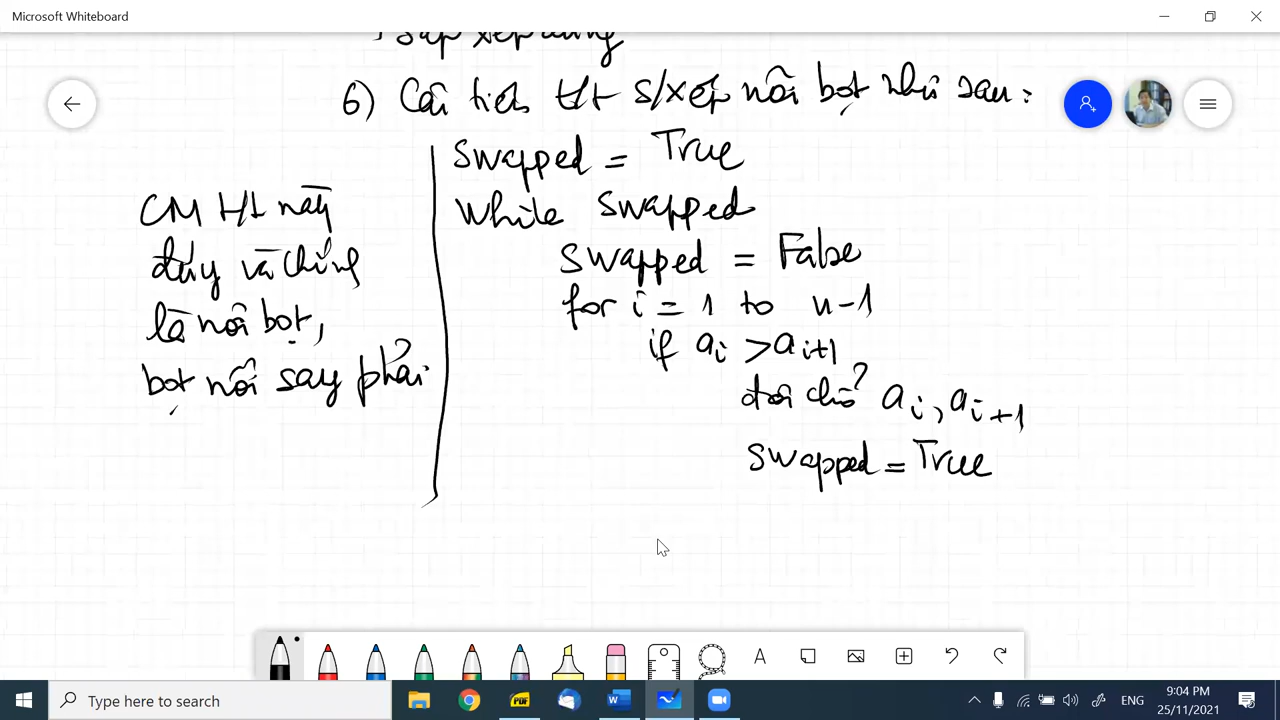 Microsoft Whiteboard
6) Cải tiến t/t s/xếp nổi bọt như sau:
swapped = True
while swapped
swapped = False
for i = 1 to n-1
if ai > ai+1
đổi chỗ ai, ai+1
swapped = True
CM t/t này
đúng và chính
là nổi bọt,
bọt nổi sang phải
Type here to search
ENG
9:04 PM
25/11/2021